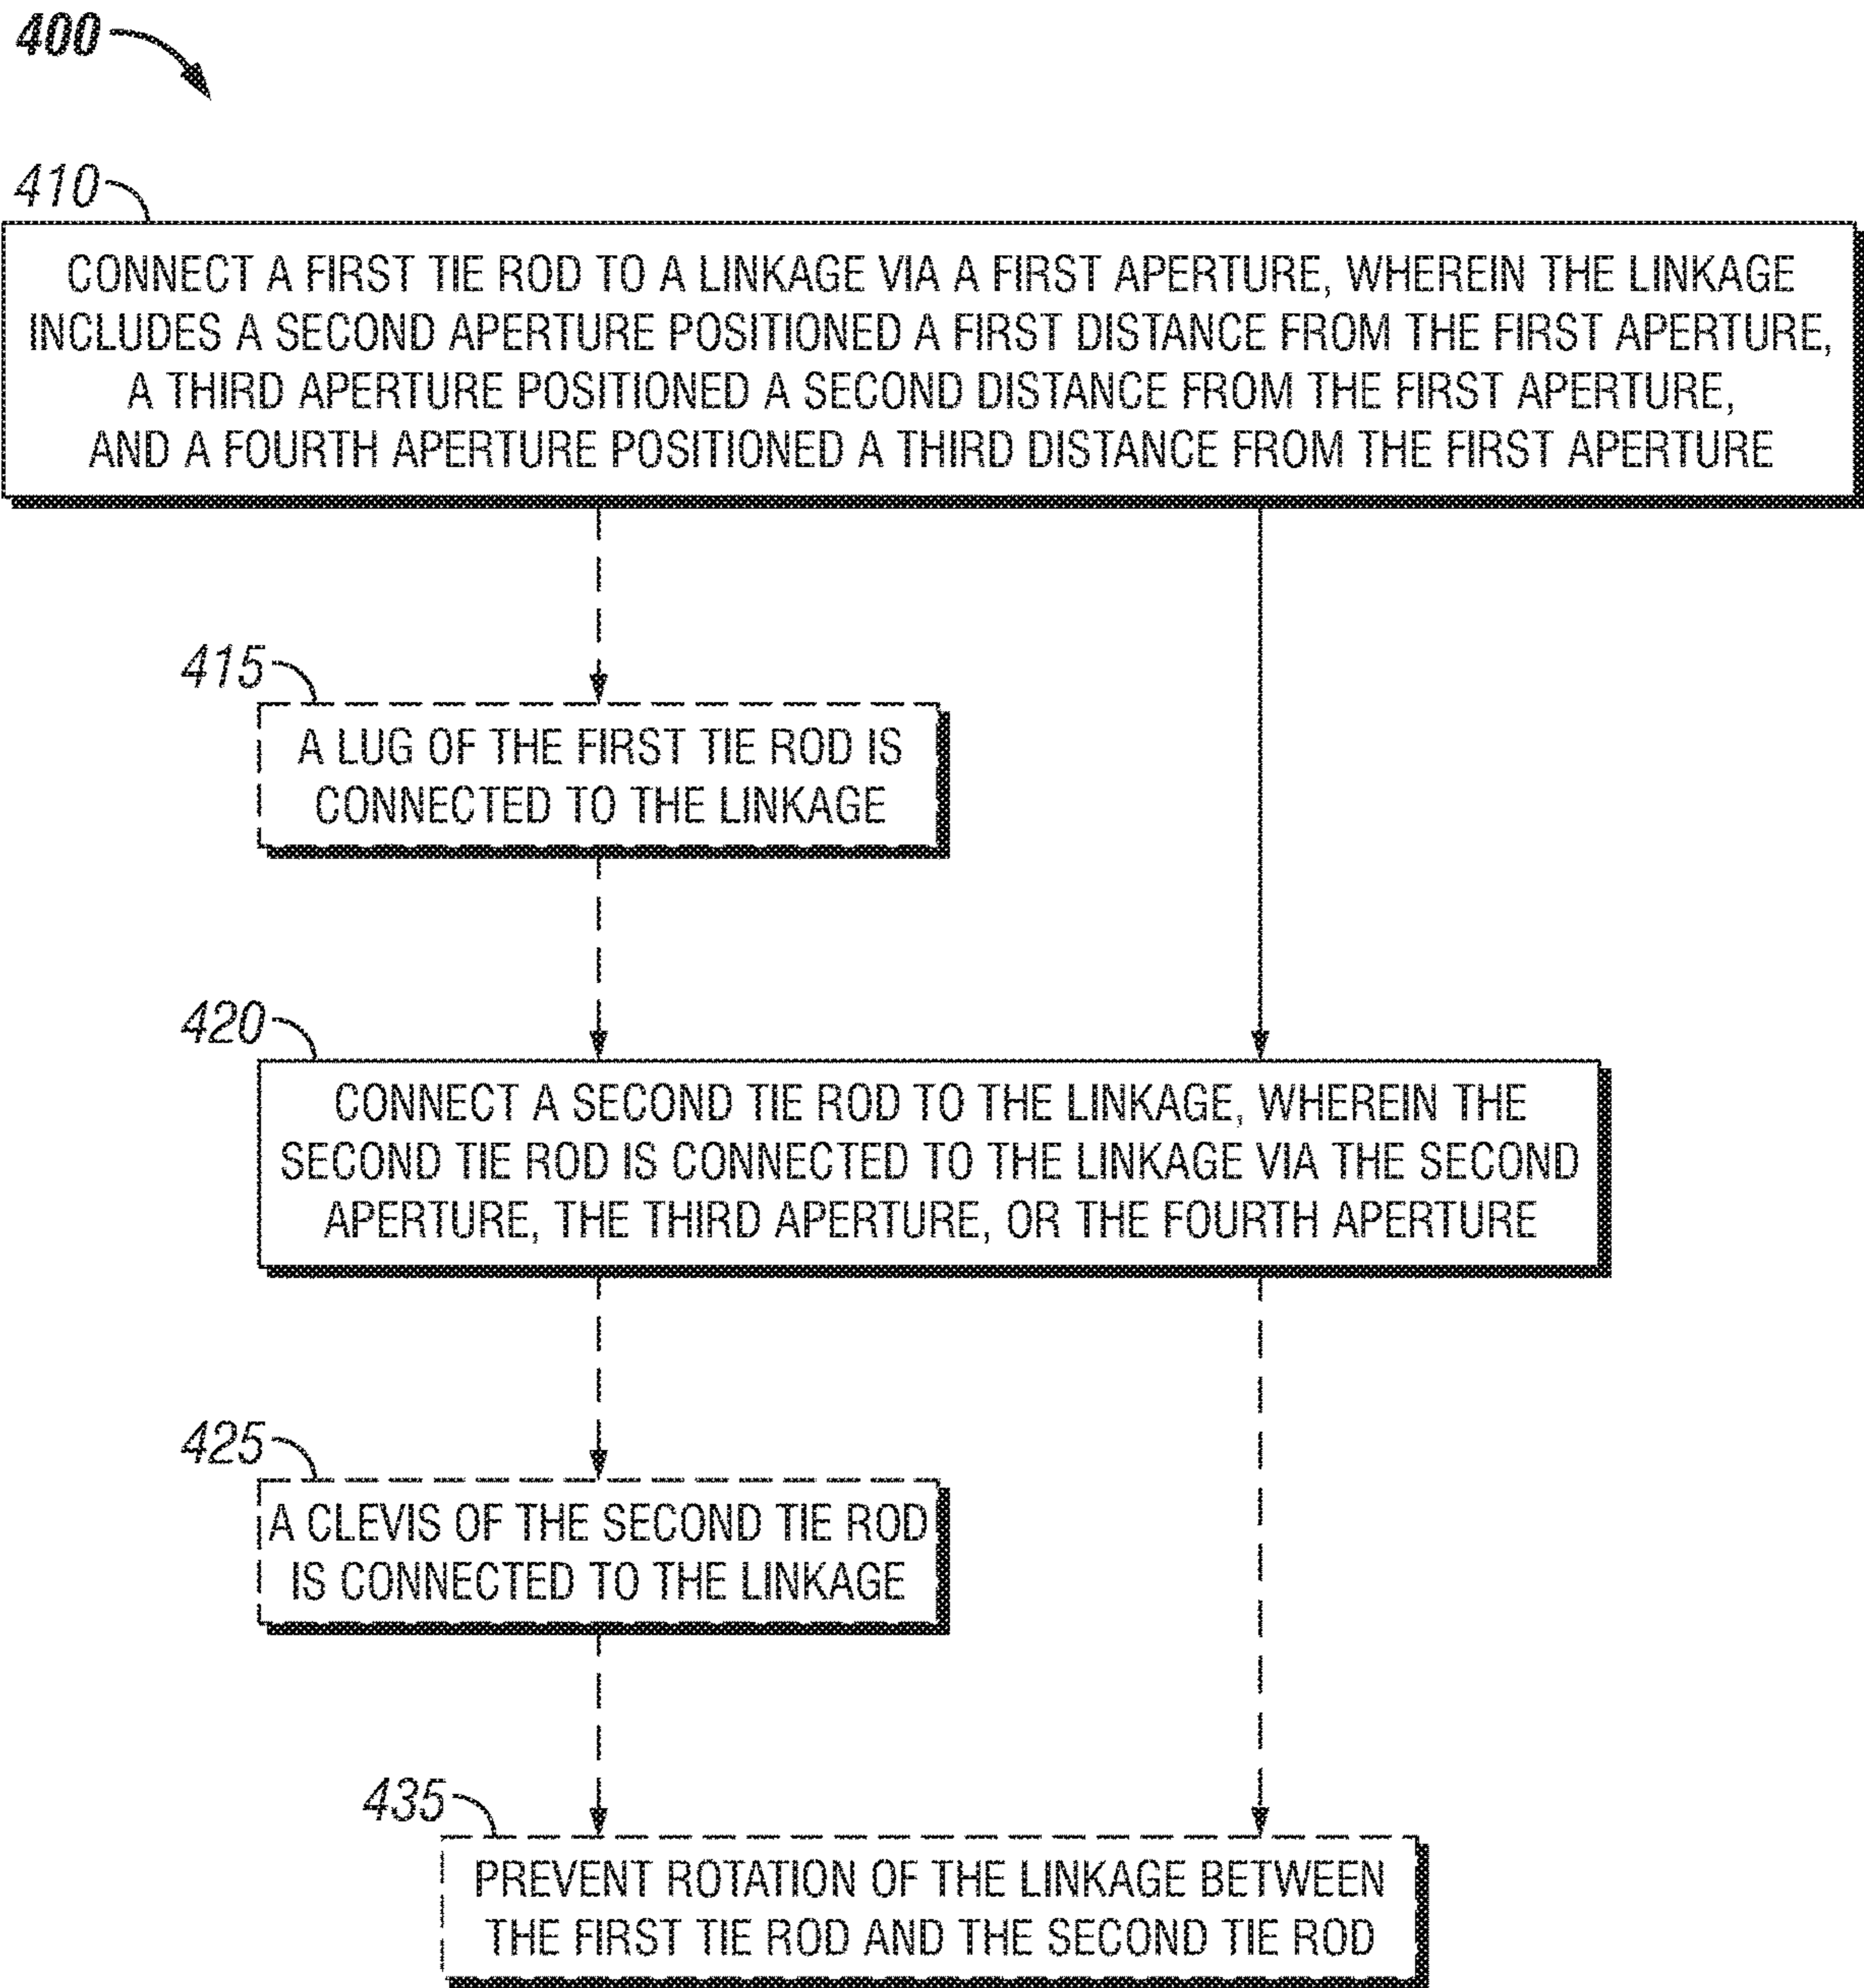 400
410
CONNECT A FIRST TIE ROD TO A LINKAGE VIA A FIRST APERTURE, WHEREIN THE LINKAGE
INCLUDES A SECOND APERTURE POSITIONED A FIRST DISTANCE FROM THE FIRST APERTURE,
A THIRD APERTURE POSITIONED A SECOND DISTANCE FROM THE FIRST APERTURE,
AND A FOURTH APERTURE POSITIONED A THIRD DISTANCE FROM THE FIRST APERTURE
415
A LUG OF THE FIRST TIE ROD IS
CONNECTED TO THE LINKAGE
420
CONNECT A SECOND TIE ROD TO THE LINKAGE, WHEREIN THE
SECOND TIE ROD IS CONNECTED TO THE LINKAGE VIA THE SECOND
APERTURE, THE THIRD APERTURE, OR THE FOURTH APERTURE
425
A CLEVIS OF THE SECOND TIE ROD
IS CONNECTED TO THE LINKAGE
435
PREVENT ROTATION OF THE LINKAGE BETWEEN
THE FIRST TIE ROD AND THE SECOND TIE ROD